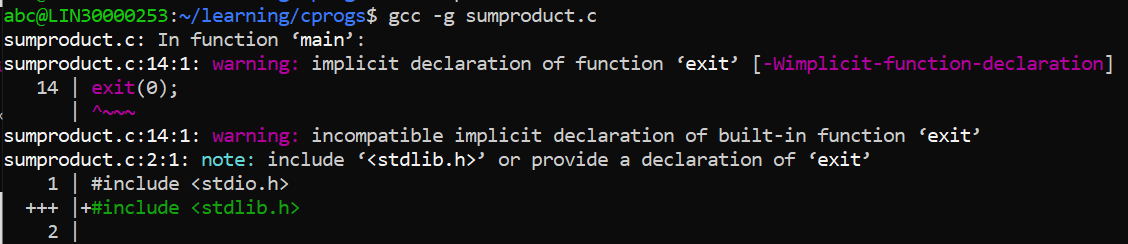 abc@LIN30000253:~/learning/cprogs$ gcc -g sumproduct.c
sumproduct.c: In function ‘main’:
sumproduct.c:14:1: warning: implicit declaration of function ‘exit’ [-Wimplicit-function-declaration]
   14 | exit(0);
      | ^~~~
sumproduct.c:14:1: warning: incompatible implicit declaration of built-in function ‘exit’
sumproduct.c:2:1: note: include ‘<stdlib.h>’ or provide a declaration of ‘exit’
    1 | #include <stdio.h>
  +++ |+#include <stdlib.h>
    2 |